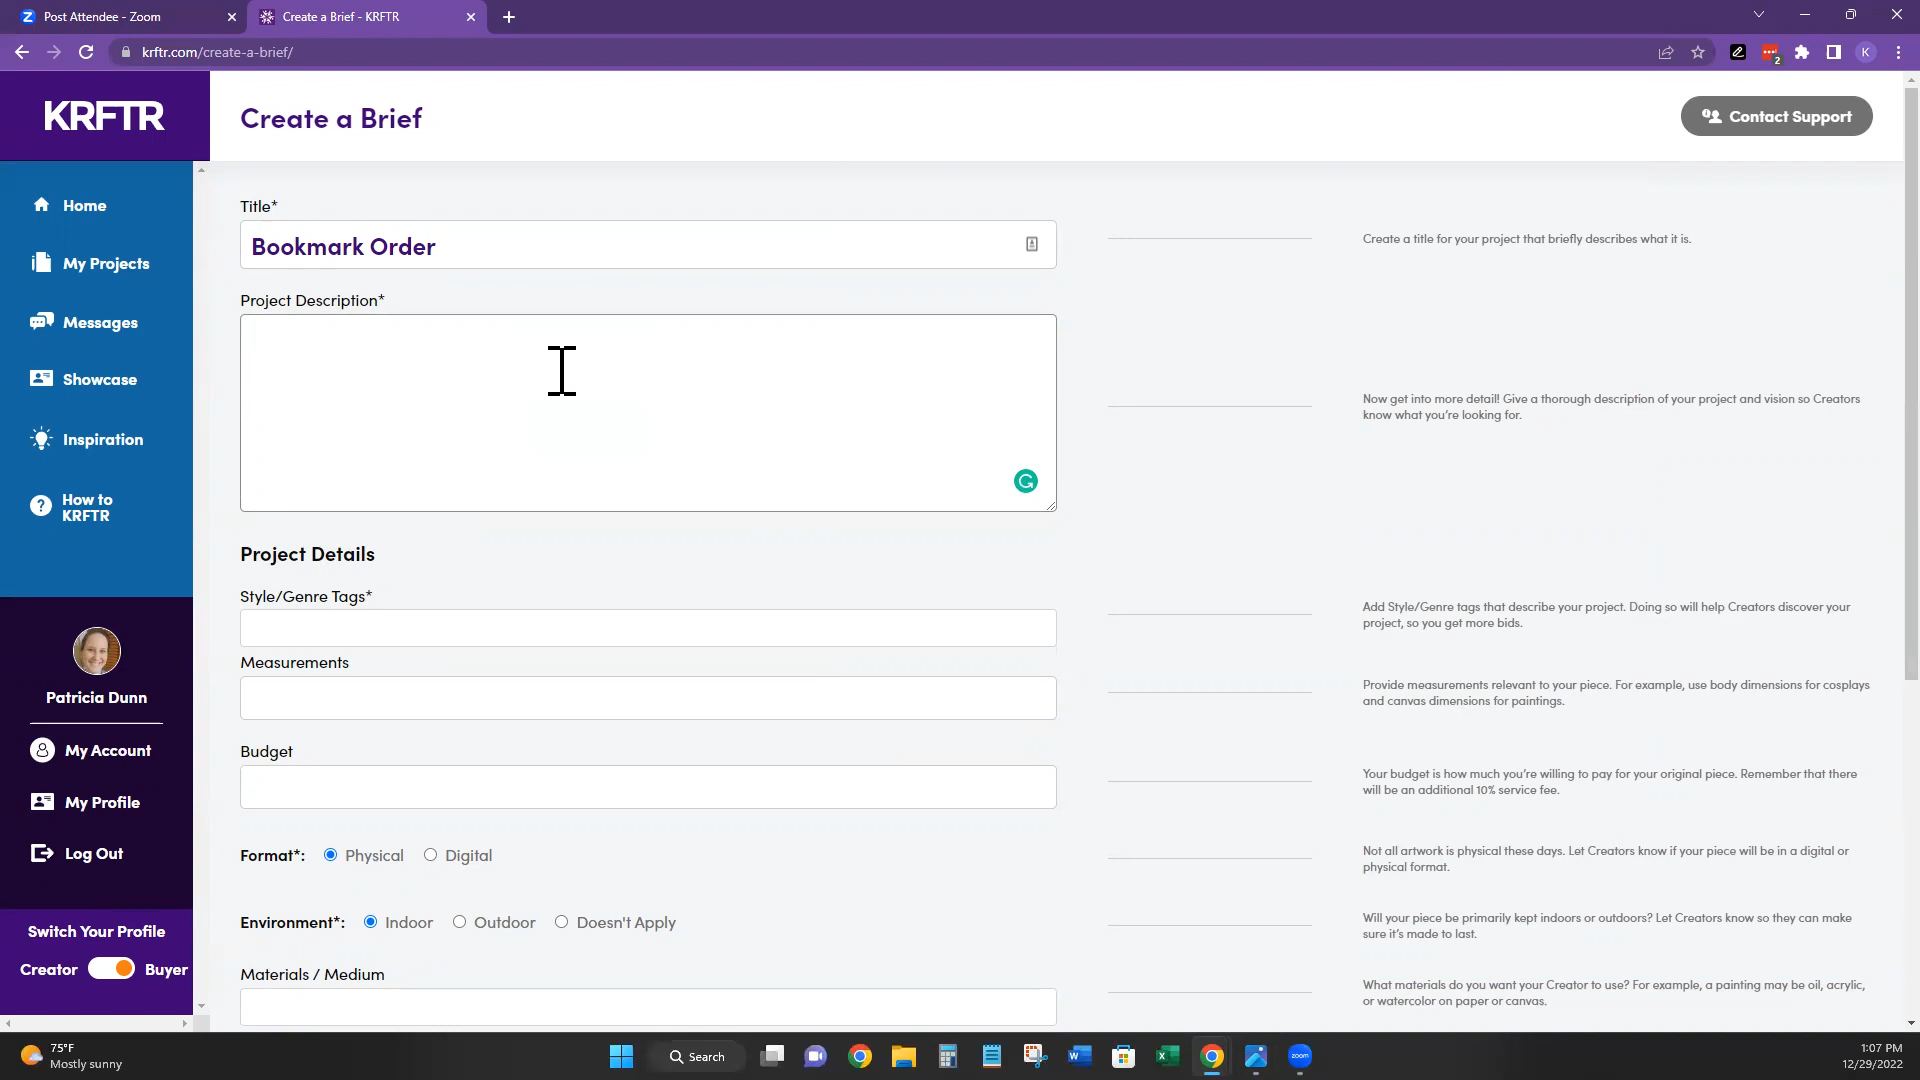 Post Attendee - Zoom
Create a Brief - KRFTR
krftr.com/create-a-brief/
2
K
KRFTR
Create a Brief
Contact Support
Home
My Projects
Messages
Showcase
Inspiration
How to
KRFTR
Patricia Dunn
My Account
My Profile
Log Out
Switch Your Profile
Creator
Buyer
Title*
Bookmark Order
Create a title for your project that briefly describes what it is.
Project Description*
Now get into more detail! Give a thorough description of your project and vision so Creators
know what you're looking for.
Project Details
Style/Genre Tags*
Add Style/Genre tags that describe your project. Doing so will help Creators discover your
project, so you get more bids.
Measurements
Provide measurements relevant to your piece. For example, use body dimensions for cosplays
and canvas dimensions for paintings.
Budget
Your budget is how much you're willing to pay for your original piece. Remember that there
will be an additional 10% service fee.
Format*: Physical Digital
Not all artwork is physical these days. Let Creators know if your piece will be in a digital or
physical format.
Environment*: Indoor Outdoor Doesn't Apply
Will your piece be primarily kept indoors or outdoors? Let Creators know so they can make
sure it's made to last.
Materials / Medium
What materials do you want your Creator to use? For example, a painting may be oil, acrylic,
or watercolor on paper or canvas.
75°F
Mostly sunny
Search
zoom
1:07 PM
12/29/2022